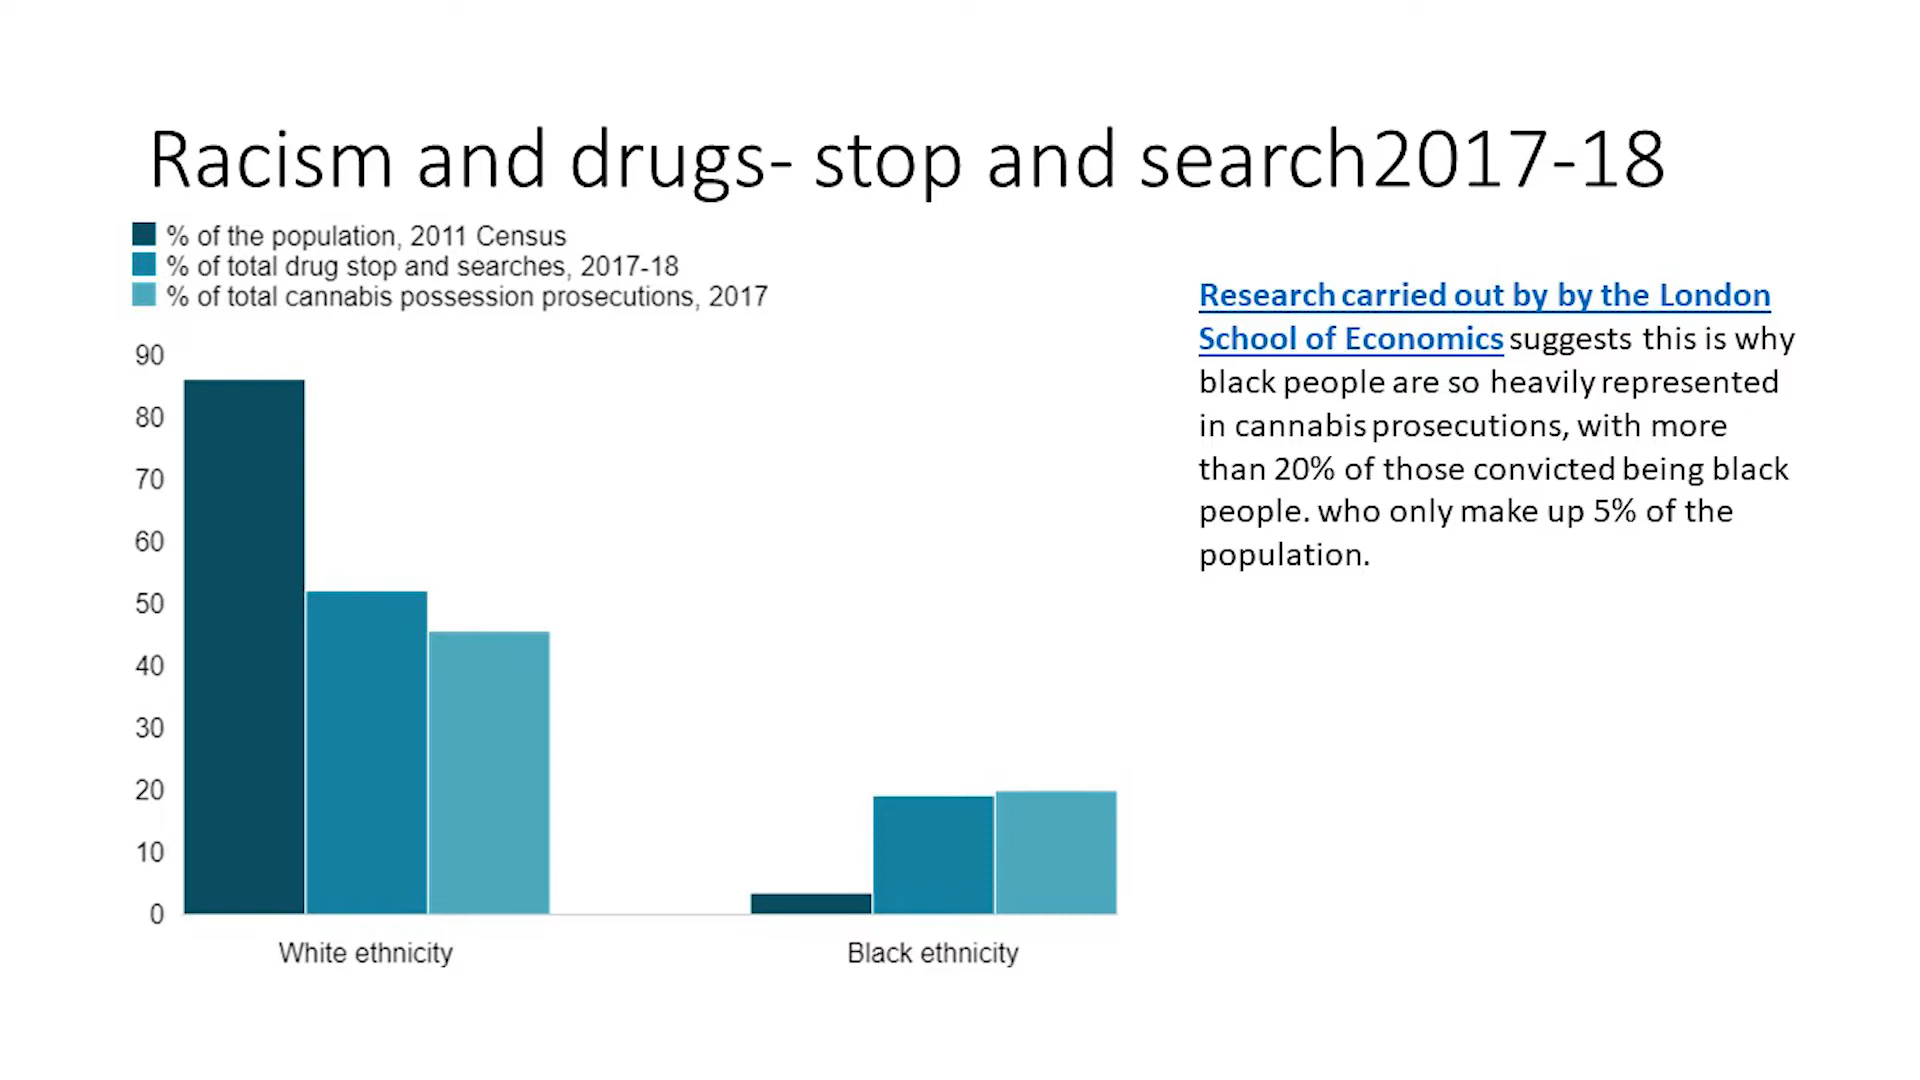 Racism and drugs- stop and search2017-18
% of the population, 2011 Census
% of total drug stop and searches, 2017-18
% of total cannabis possession prosecutions, 2017
90
80
70
60
50
40
30
20
10
0
White ethnicity
Black ethnicity
Research carried out by by the London
School of Economics suggests this is why
black people are so heavily represented
in cannabis prosecutions, with more
than 20% of those convicted being black
people. who only make up 5% of the
population.